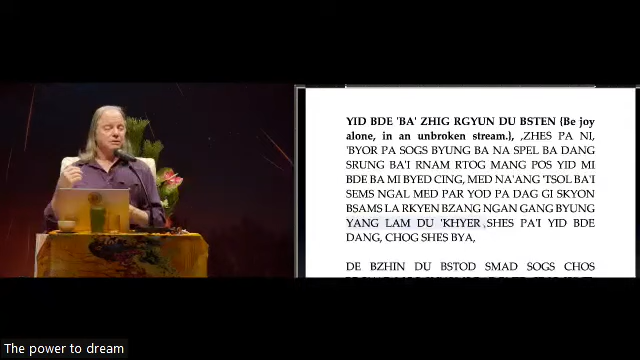 YID BDE 'BA' ZHIG RGYUN DU BSTEN (Be joy
alone, in an unbroken stream.), ,ZHES PA NI,
'BYOR PA SOGS BYUNG BA NA SPEL BA DANG
SRUNG BA'I RNAM RTOG MANG POS YID MI
BDE BA MI BYED CING, MED NA'ANG 'TSOL BA'I
SEMS NGAL MED PAR YOD PA DAG GI SKYON
BSAMS LA RKYEN BZANG NGAN GANG BYUNG
YANG LAM DU 'KHYER ,SHES PA'I YID BDE
DANG, CHOG SHES BYA,
DE BZHIN DU BSTOD SMAD SOGS CHOS
The power to dream